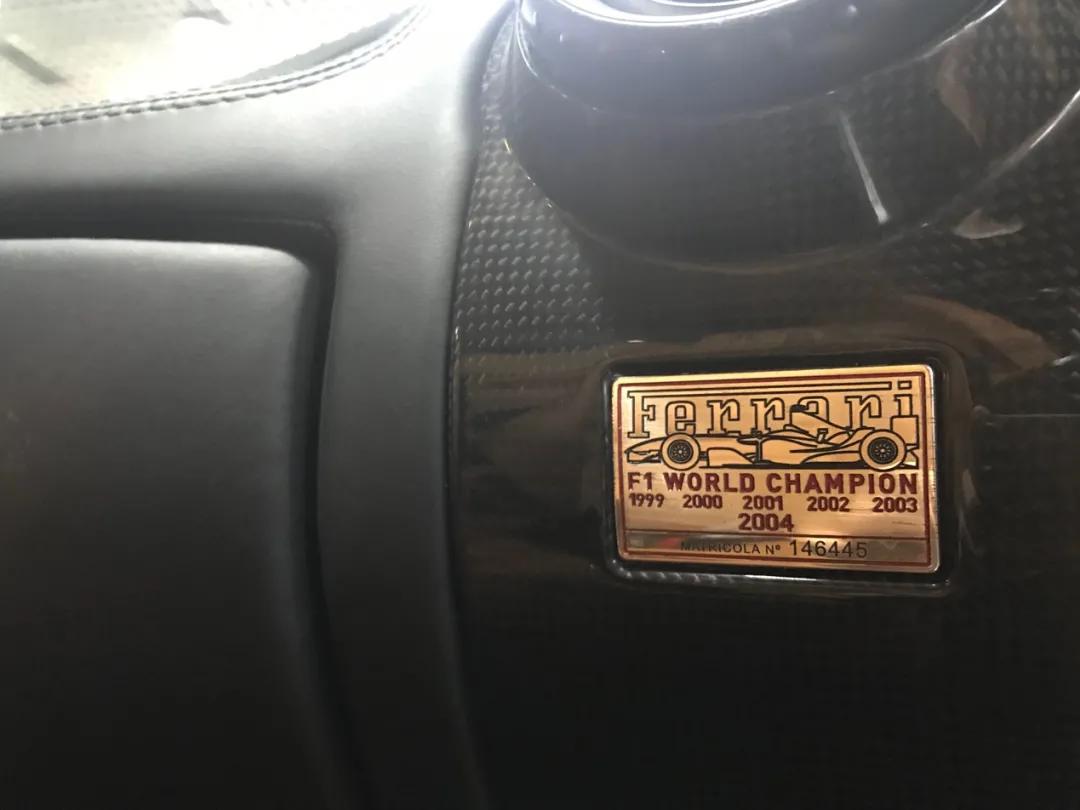 Ferrari
F1 WORLD CHAMPION
1999 2000 2001 2002 2003
2004
MATRICOLA Nº 146445